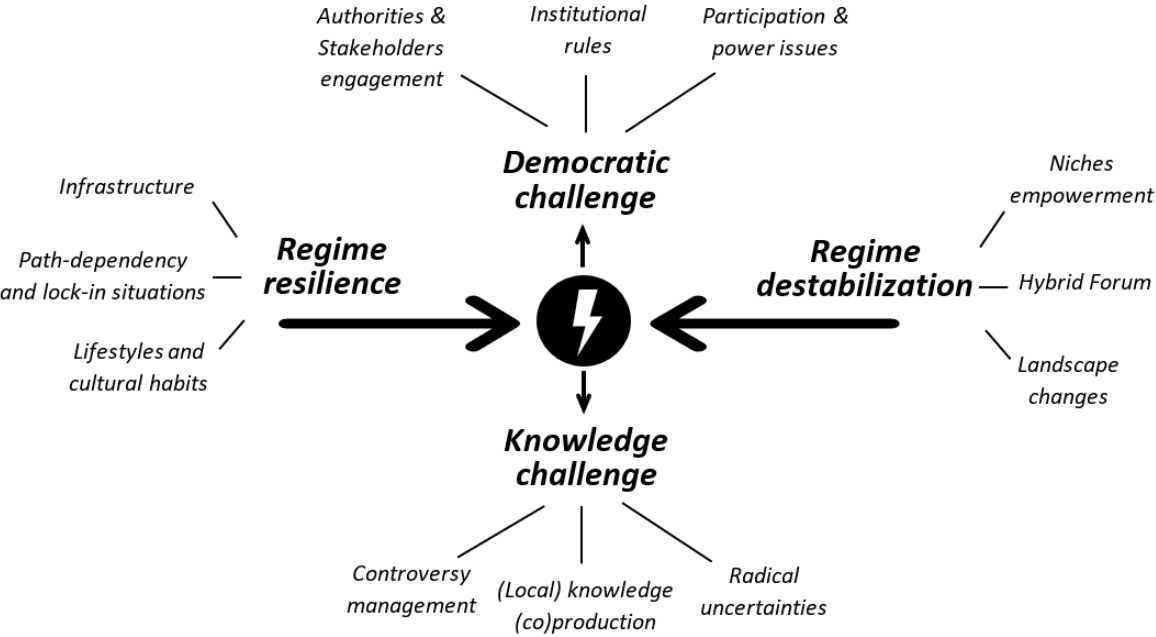 Authorities &
Stakeholders
engagement
Institutional
rules
Participation &
power issues
Democratic
challenge
Infrastructure
Path-dependency
and lock-in situations
Lifestyles and
cultural habits
Regime
resilience
Regime
destabilization
Niches
empowerment
Hybrid Forum
Landscape
changes
Knowledge
challenge
Controversy
management
(Local) knowledge
(co)production
Radical
uncertainties